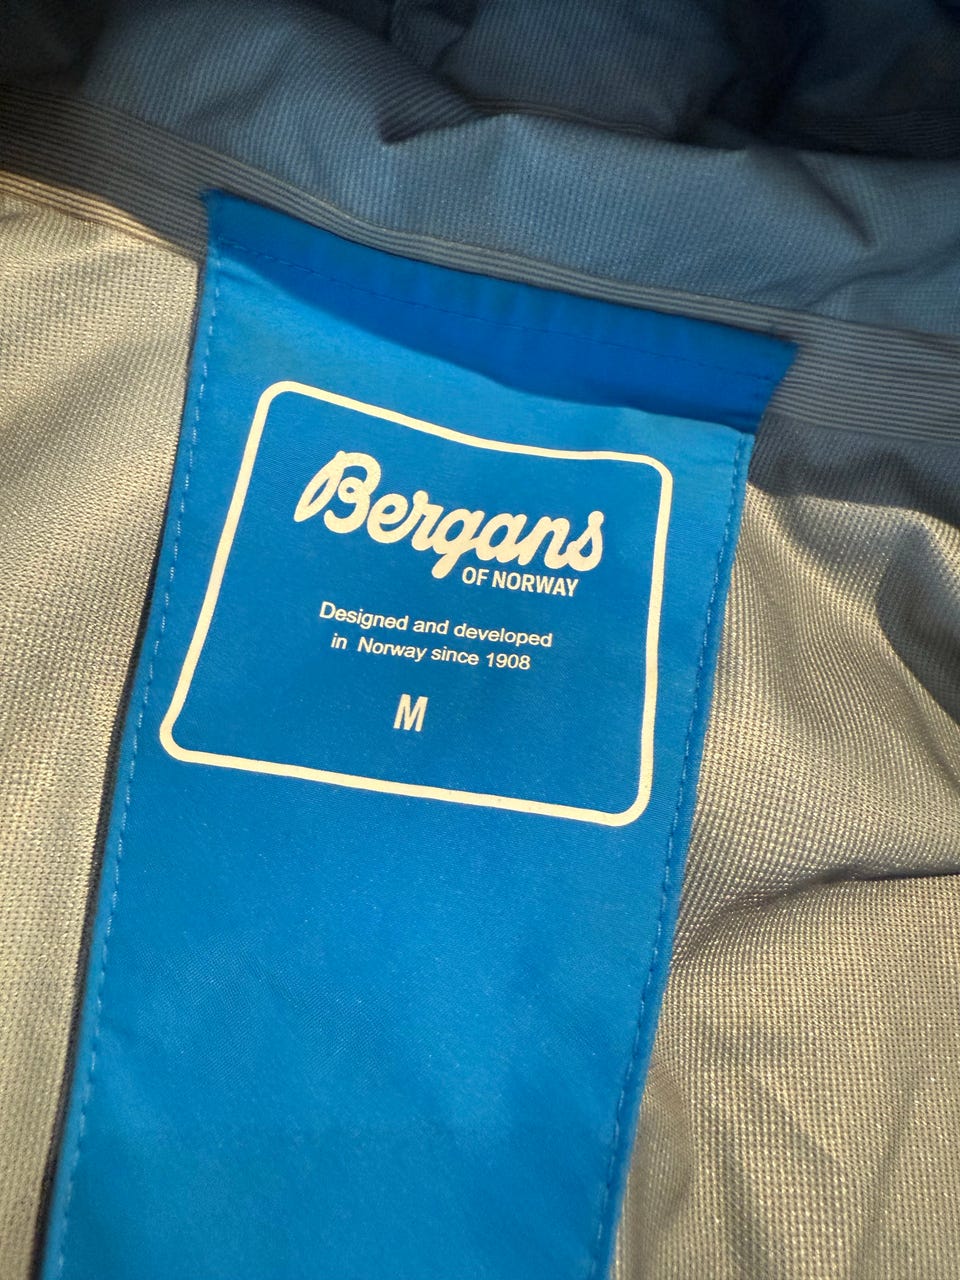 Bergans
OF NORWAY
Designed and developed
in Norway since 1908
M